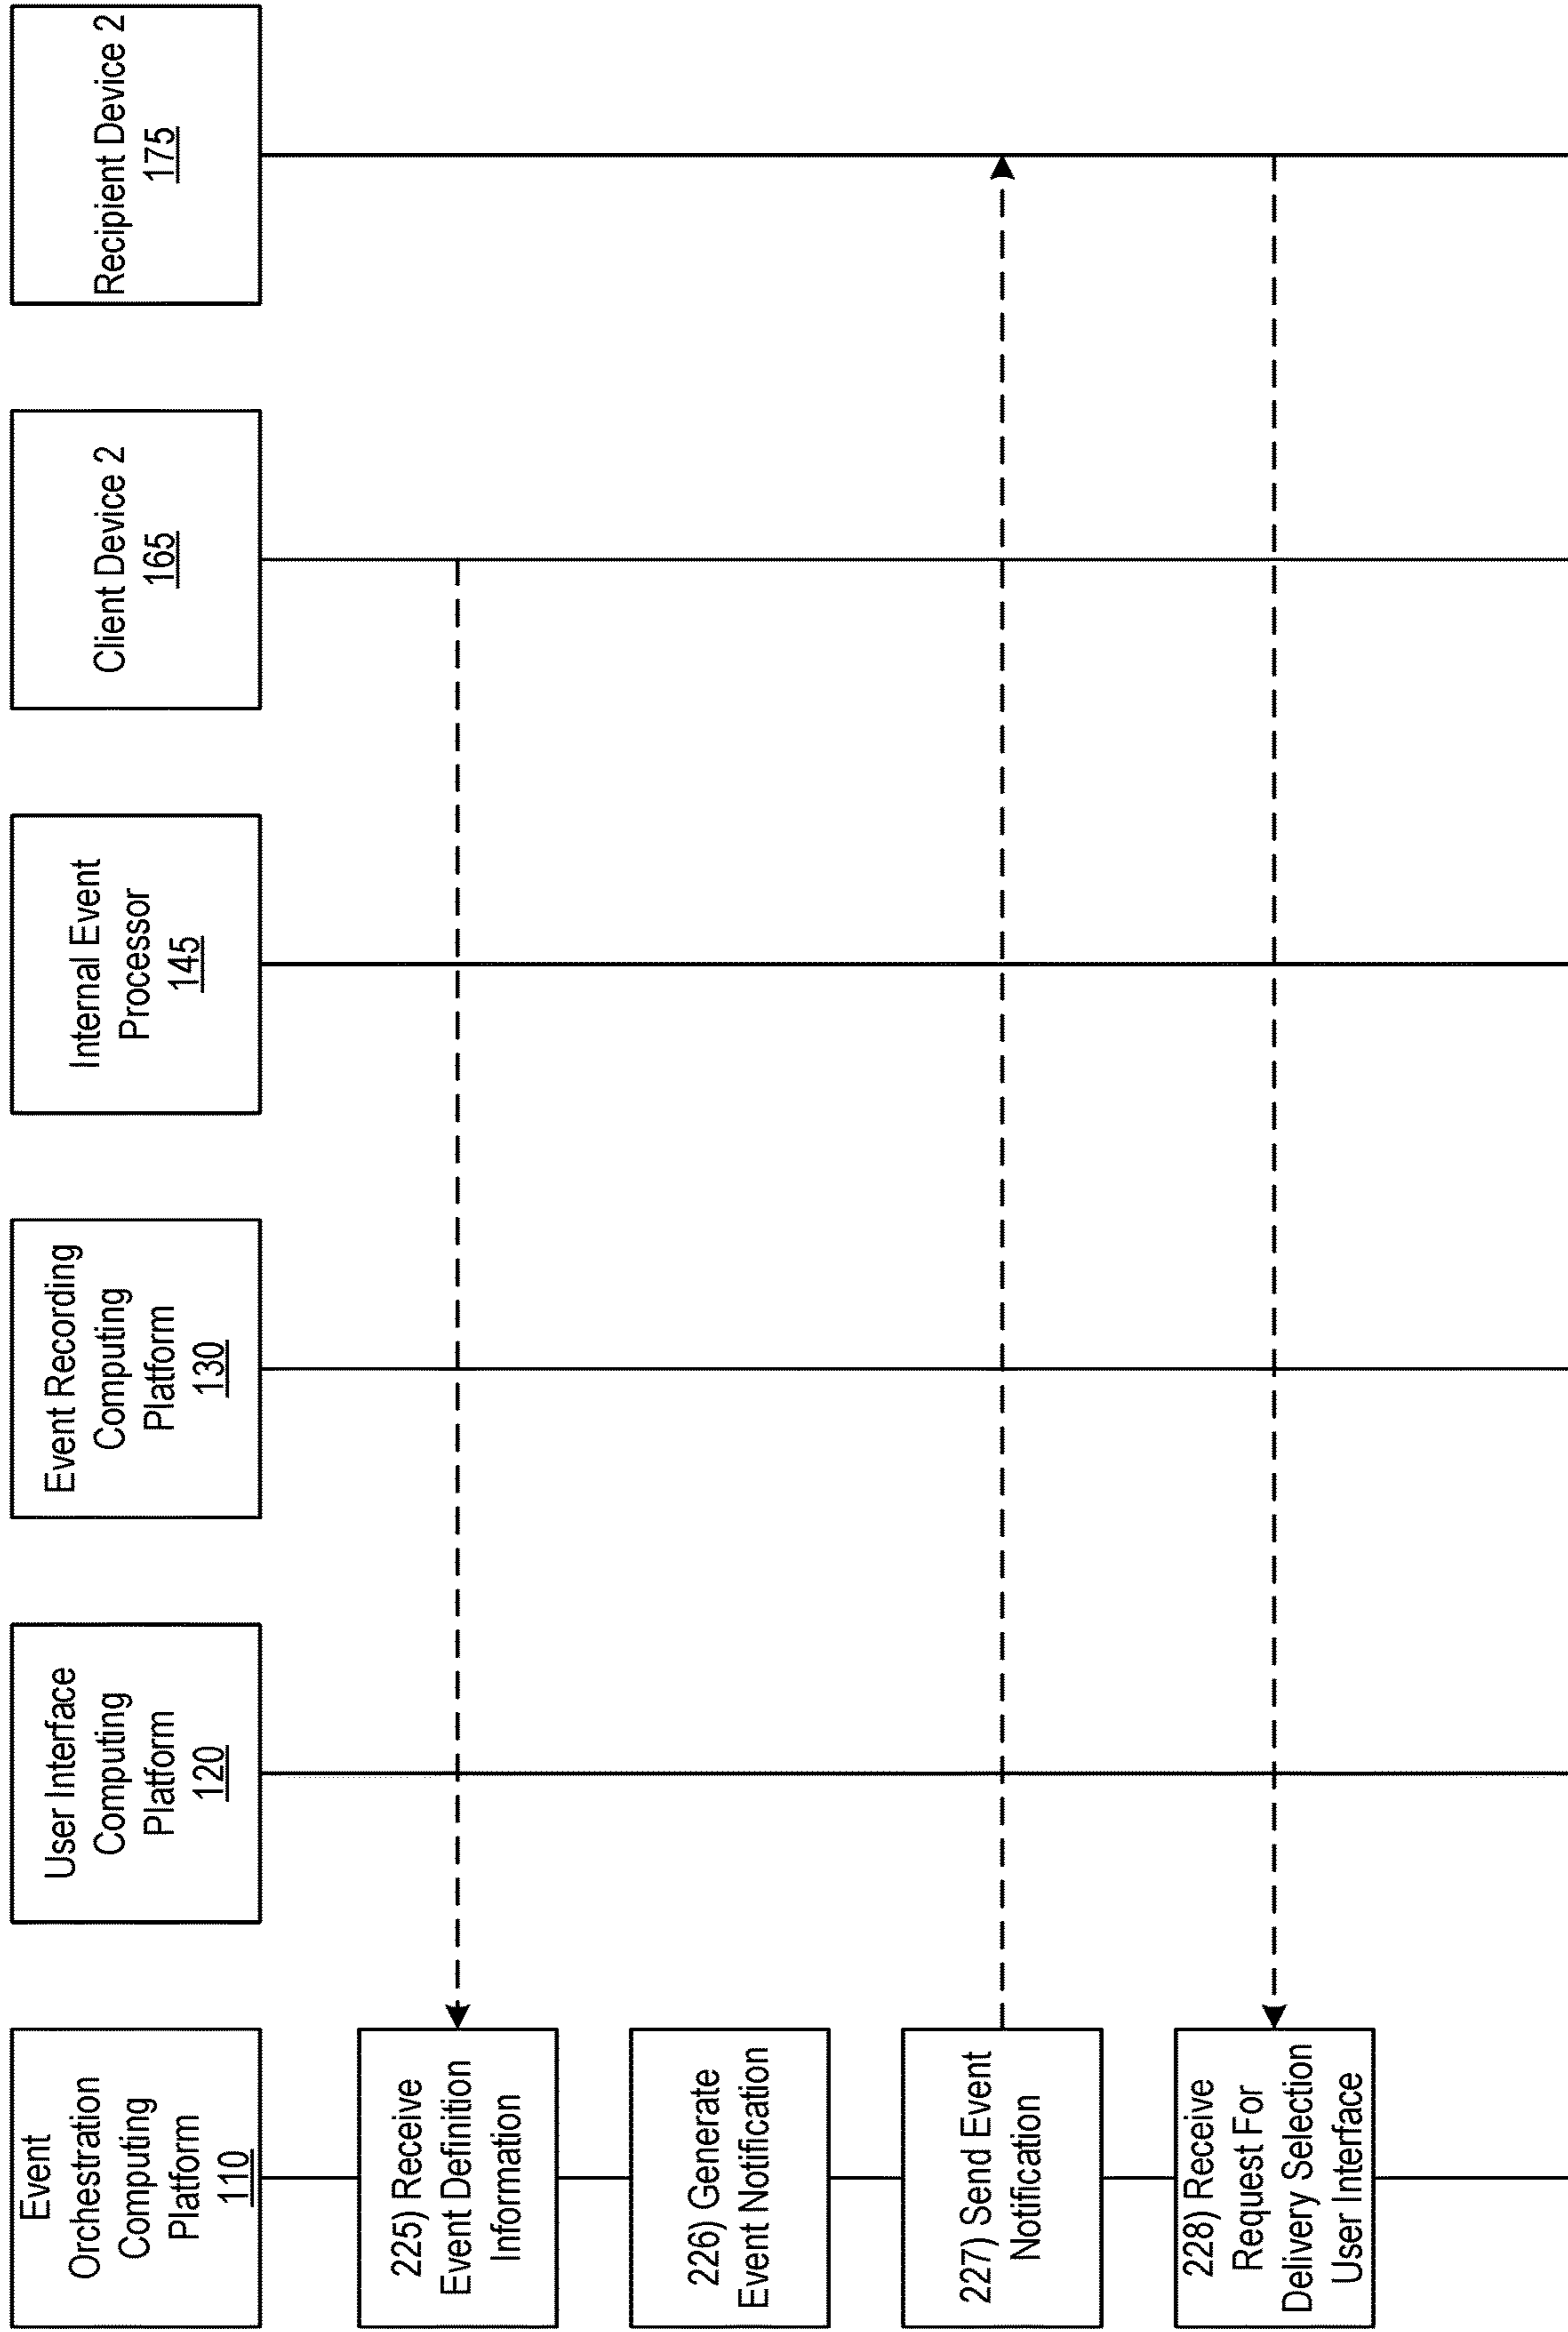 Event
Orchestration
Computing
Platform
110
User Interface
Computing
Platform
120
Event Recording
Computing
Platform
130
Internal Event
Processor
145
Client Device 2
165
Recipient Device 2
175
225) Receive
Event Definition
Information
226) Generate
Event Notification
227) Send Event
Notification
228) Receive
Request For
Delivery Selection
User Interface